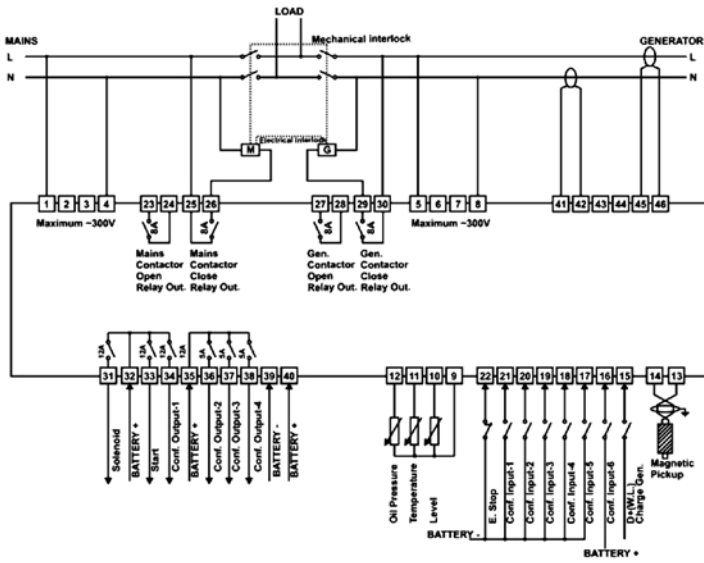 LOAD
MAINS
Mechanical interlock
GENERATOR
L
L
N
N
Electrical Interlock
M
G
1 2 3 4 23 24 25 26 27 28 29 30 5 6 7 8 41 42 43 44 45 46
Maximum ~300V
8A
8A
8A
8A
Maximum ~300V
Mains
Contactor
Open
Relay Out.
Mains
Contactor
Close
Relay Out.
Gen.
Contactor
Open
Relay Out.
Gen.
Contactor
Close
Relay Out.
12A
12A
12A
12A
5A
5A
5A
31 32 33 34 35 36 37 38 39 40 12 11 10 9 22 21 20 19 18 17 16 15 14 13
Solenoid
BATTERY +
Start
Conf. Output-1
BATTERY +
Conf. Output-2
Conf. Output-3
Conf. Output-4
BATTERY -
BATTERY +
Oil Pressure
Temperature
Level
E. Stop
Conf. Input-1
Conf. Input-2
Conf. Input-3
Conf. Input-4
Conf. Input-5
Conf. Input-6
D+(W.L.)
Charge Gen.
Magnetic
Pickup
BATTERY -
BATTERY +